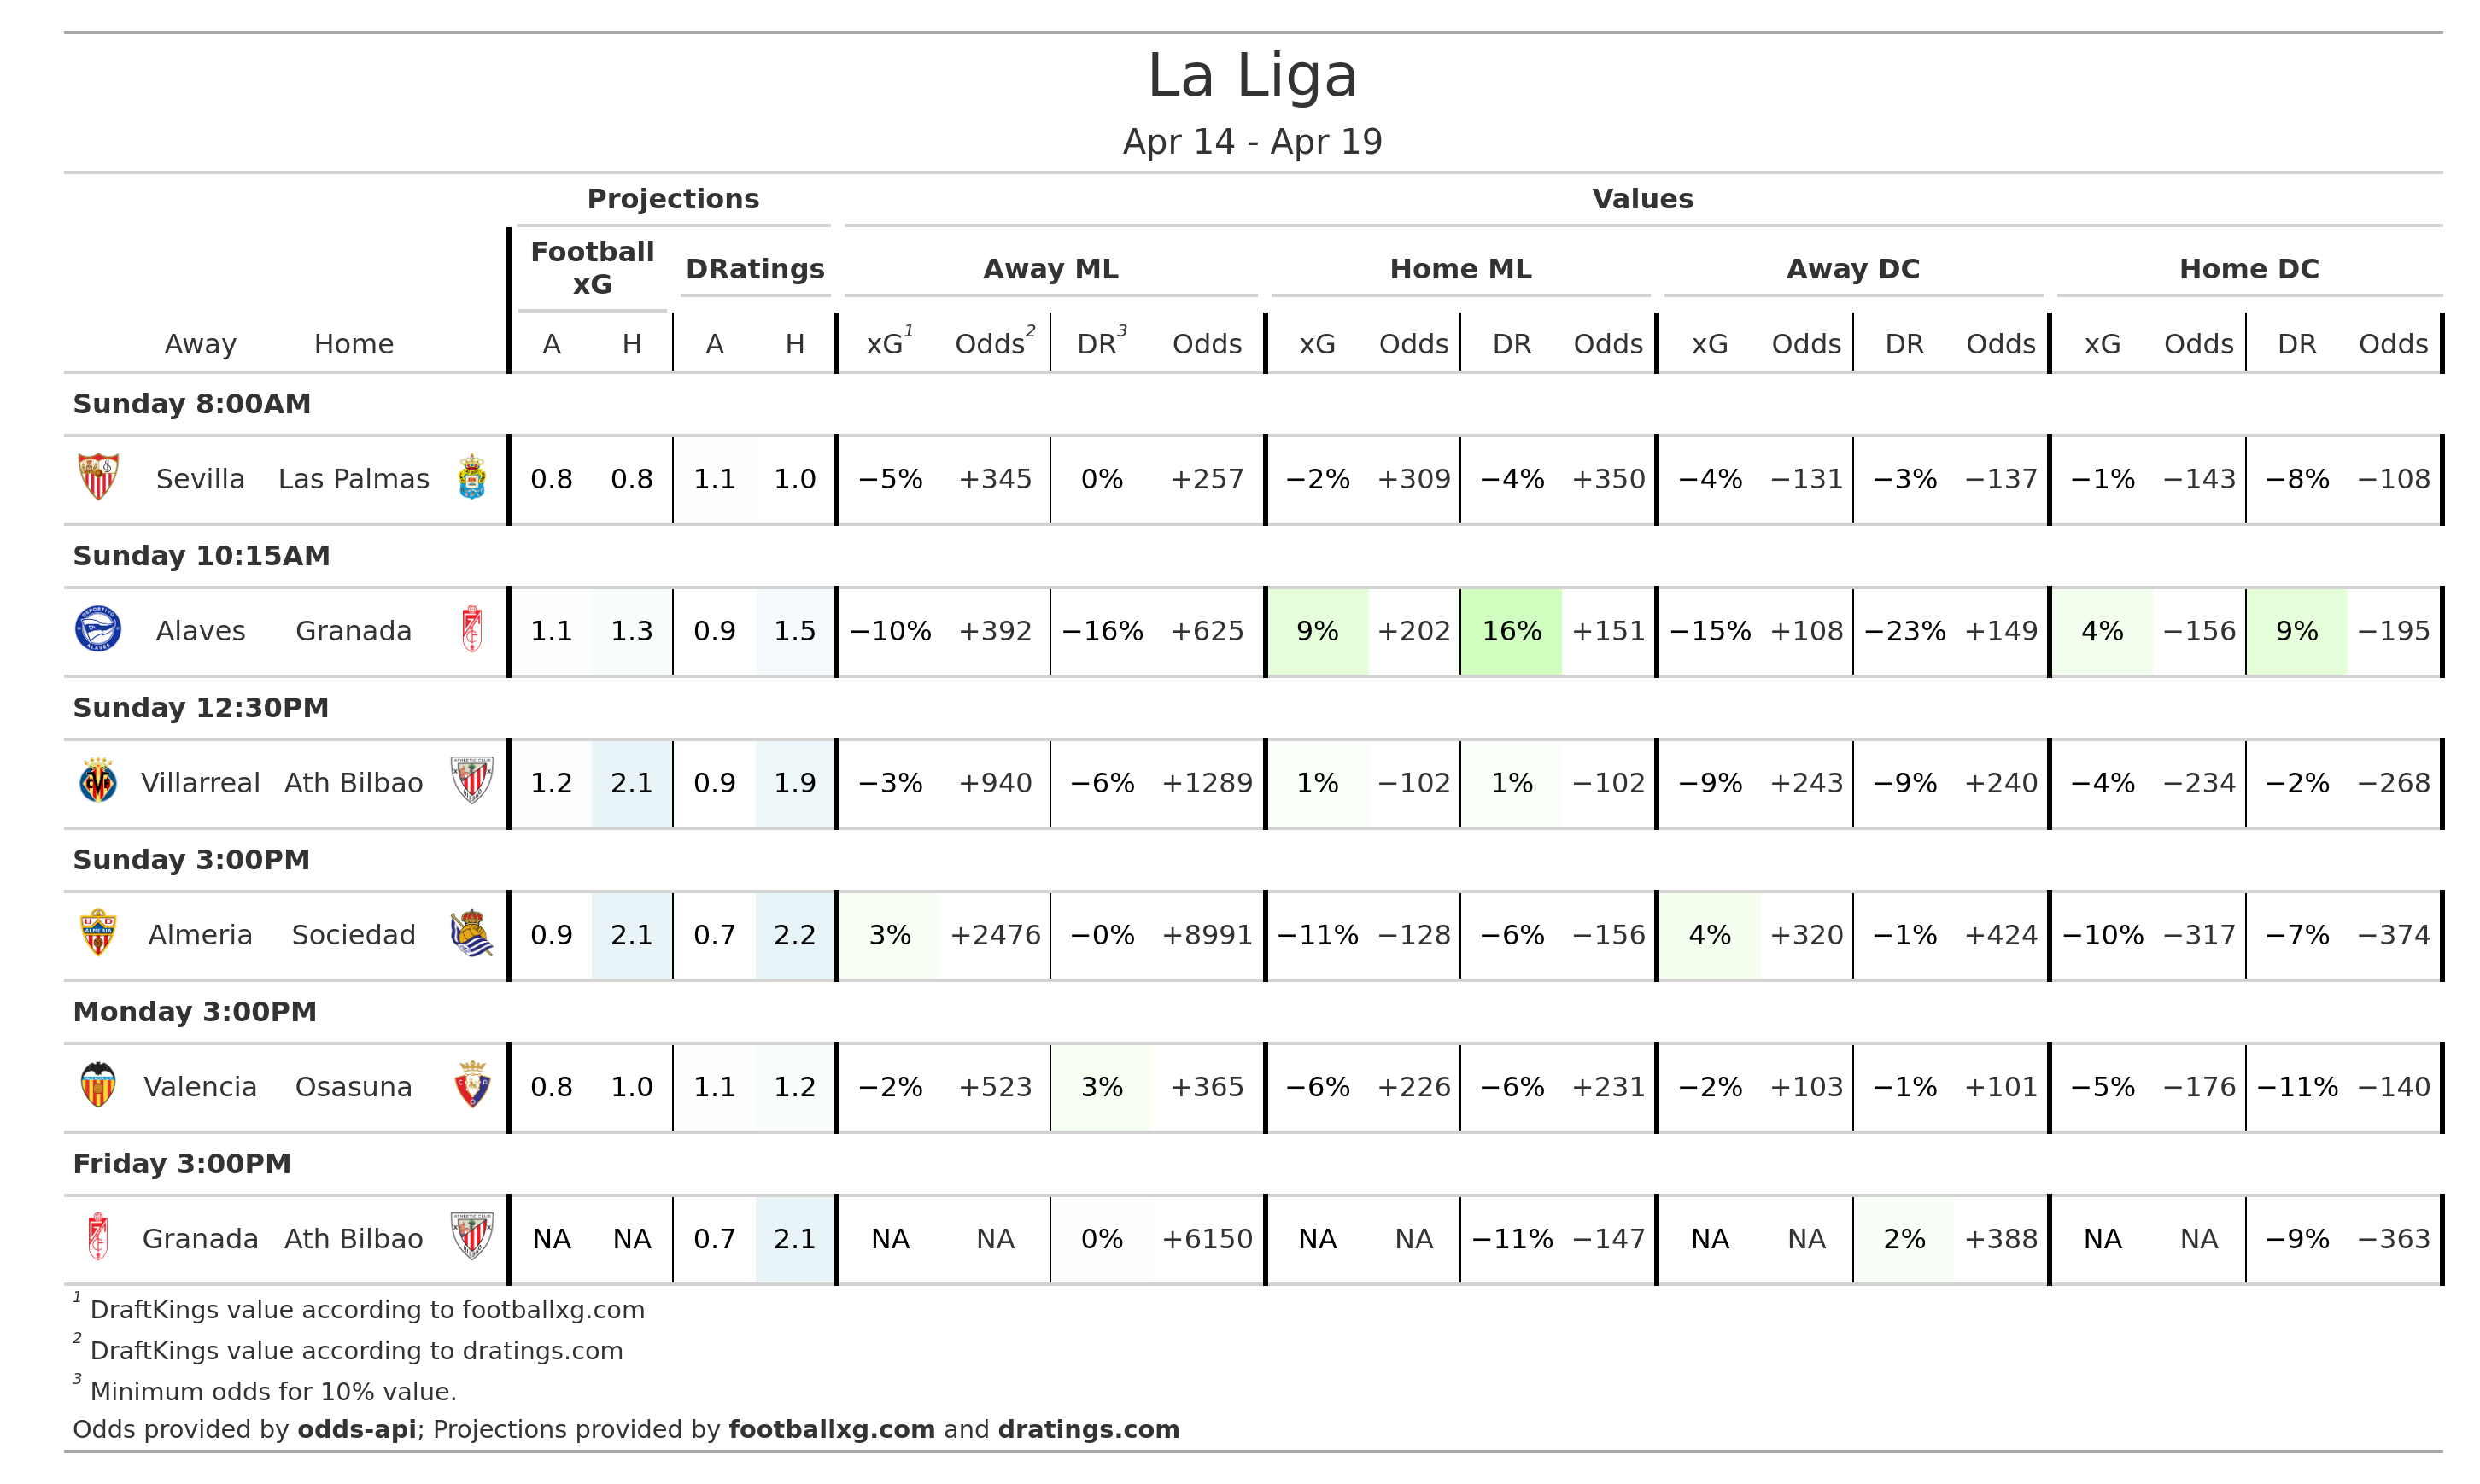 La Liga
Apr 14 - Apr 19
Projections Values
Football xG DRatings Away ML Home ML Away DC Home DC
Away Home A H A H xG1 Odds2 DR3 Odds xG Odds DR Odds xG Odds DR Odds xG Odds DR Odds
Sunday 8:00AM
Sevilla Las Palmas 0.8 0.8 1.1 1.0 −5% +345 0% +257 −2% +309 −4% +350 −4% −131 −3% −137 −1% −143 −8% −108
Sunday 10:15AM
Alaves Granada 1.1 1.3 0.9 1.5 −10% +392 −16% +625 9% +202 16% +151 −15% +108 −23% +149 4% −156 9% −195
Sunday 12:30PM
Villarreal Ath Bilbao 1.2 2.1 0.9 1.9 −3% +940 −6% +1289 1% −102 1% −102 −9% +243 −9% +240 −4% −234 −2% −268
Sunday 3:00PM
Almeria Sociedad 0.9 2.1 0.7 2.2 3% +2476 −0% +8991 −11% −128 −6% −156 4% +320 −1% +424 −10% −317 −7% −374
Monday 3:00PM
Valencia Osasuna 0.8 1.0 1.1 1.2 −2% +523 3% +365 −6% +226 −6% +231 −2% +103 −1% +101 −5% −176 −11% −140
Friday 3:00PM
Granada Ath Bilbao NA NA 0.7 2.1 NA NA 0% +6150 NA NA −11% −147 NA NA 2% +388 NA NA −9% −363
1 DraftKings value according to footballxg.com
2 DraftKings value according to dratings.com
3 Minimum odds for 10% value.
Odds provided by odds-api; Projections provided by footballxg.com and dratings.com